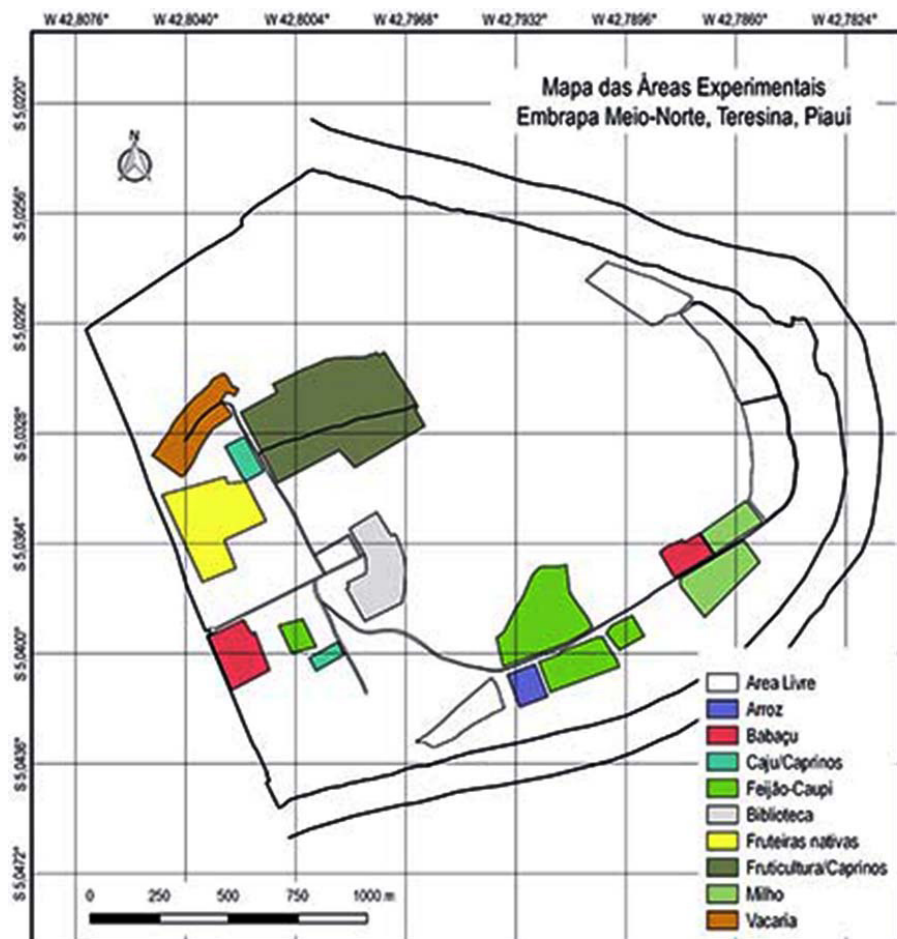 W 42.8076° W 42.8040° W 42.8004° W 42.7968° W 42.7932° W 42.7896° W 42.7860° W 42.7824°
Mapa das Áreas Experimentais
Embrapa Meio-Norte, Teresina, Piauí
N
S 5.0220°
S 5.0256°
S 5.0292°
S 5.0328°
S 5.0364°
S 5.0400°
S 5.0436°
S 5.0472°
Area Livre
Arroz
Babaçu
Caju/Caprinos
Feijão-Caupi
Biblioteca
Fruteiras nativas
Fruticultura/Caprinos
Milho
Vacaria
0 250 500 750 1000 m